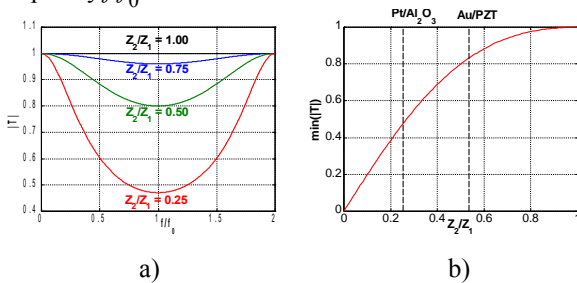 Z₂/Z₁ = 1.00
Z₂/Z₁ = 0.75
Z₂/Z₁ = 0.50
Z₂/Z₁ = 0.25
|T|
1.1
1
0.9
0.8
0.7
0.6
0.5
0.4
0 0.5 1 1.5 2
f/f₀
a)
Pt/Al₂O₃ Au/PZT
min(|T|)
1
0.8
0.6
0.4
0.2
0
0 0.2 0.4 0.6 0.8 1
Z₂/Z₁
b)